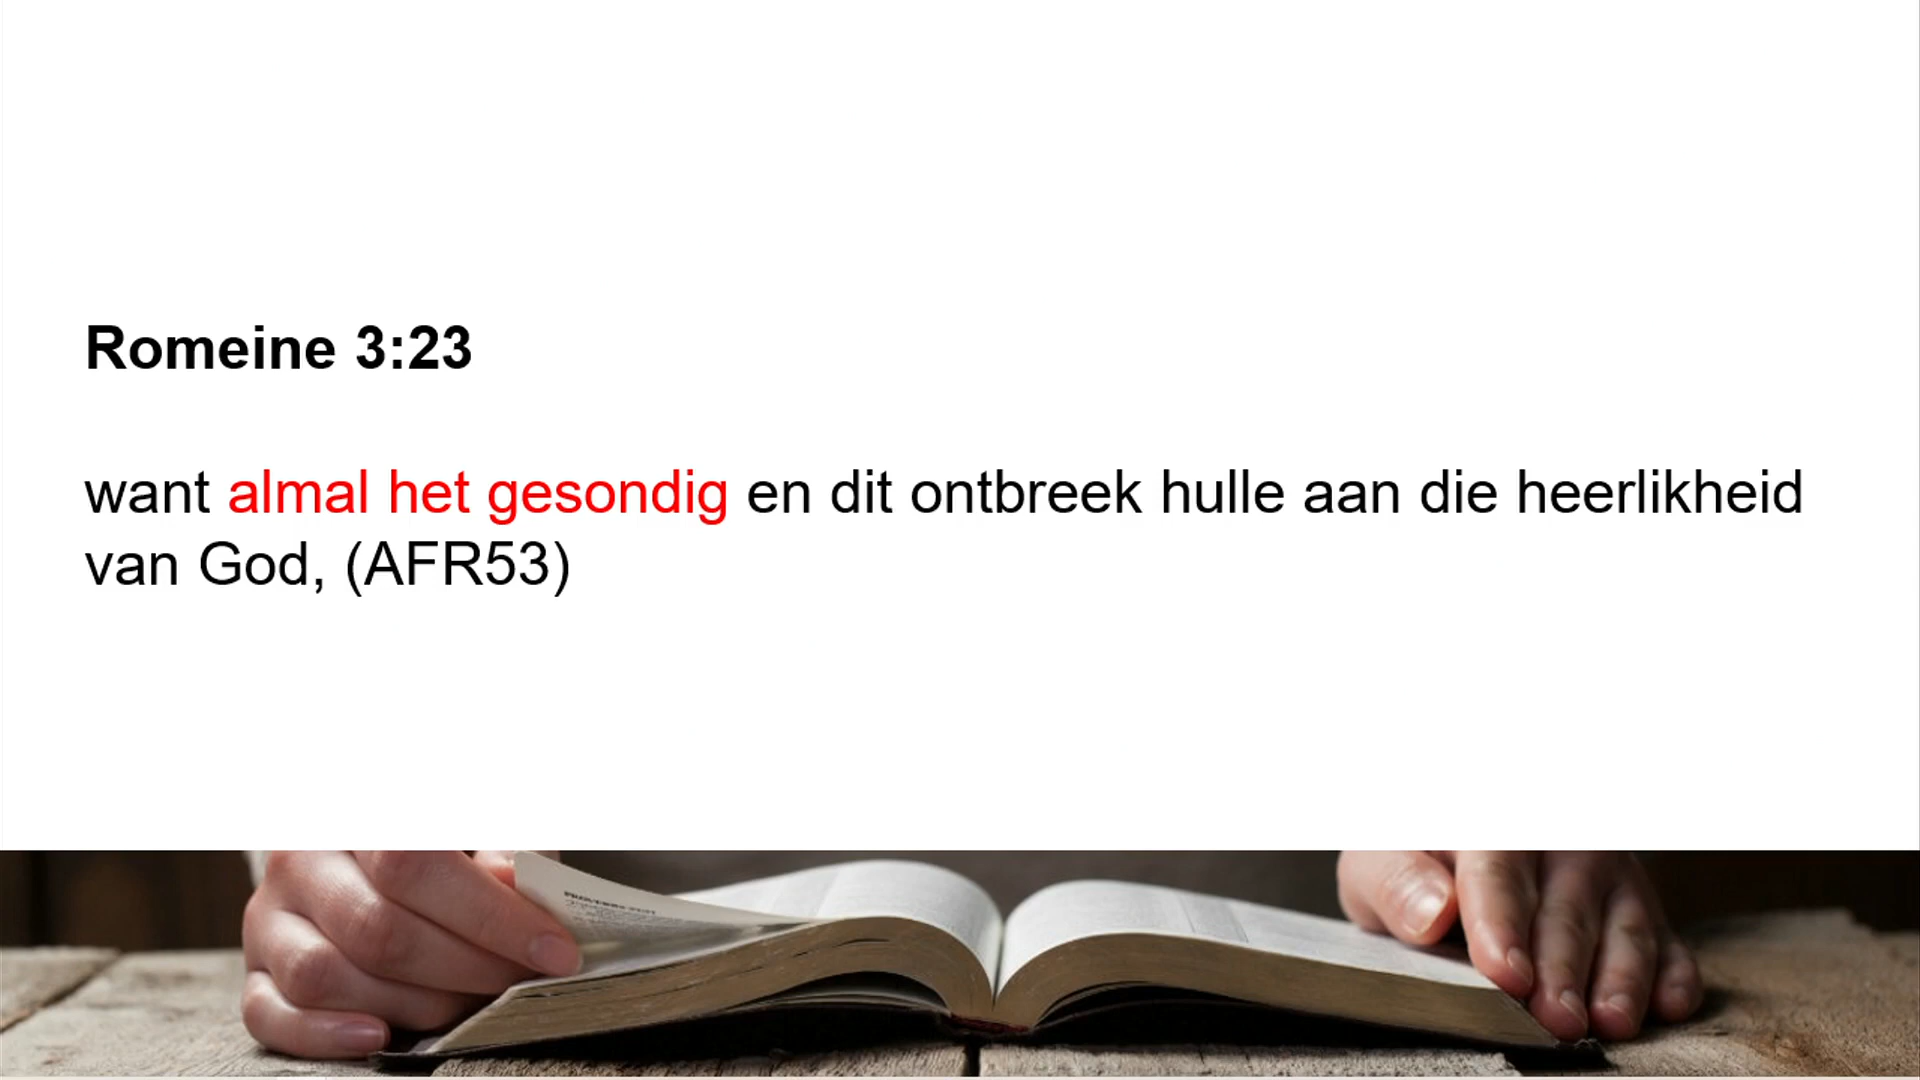 Romeine 3:23
want almal het gesondig en dit ontbreek hulle aan die heerlikheid
van God, (AFR53)